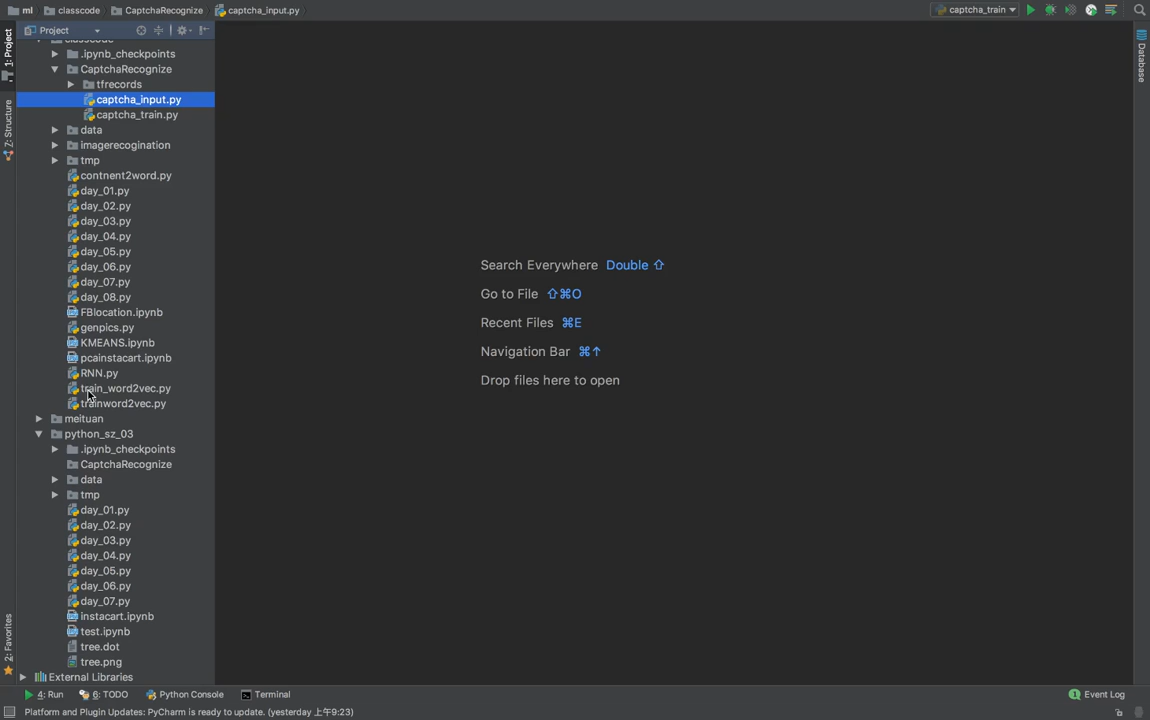 ml classcode CaptchaRecognize captcha_input.py captcha_train
Project
classcode
.ipynb_checkpoints
CaptchaRecognize
tfrecords
captcha_input.py
captcha_train.py
data
imagerecogination
tmp
contnent2word.py
day_01.py
day_02.py
day_03.py
day_04.py
day_05.py
day_06.py
day_07.py
day_08.py
FBlocation.ipynb
genpics.py
KMEANS.ipynb
pcainstacart.ipynb
RNN.py
train_word2vec.py
trainword2vec.py
meituan
python_sz_03
.ipynb_checkpoints
CaptchaRecognize
data
tmp
day_01.py
day_02.py
day_03.py
day_04.py
day_05.py
day_06.py
day_07.py
instacart.ipynb
test.ipynb
tree.dot
tree.png
External Libraries
1: Project
7: Structure
2: Favorites
Search Everywhere Double ⇧
Go to File ⇧⌘O
Recent Files ⌘E
Navigation Bar ⌘↑
Drop files here to open
Database
4: Run 6: TODO Python Console Terminal 1 Event Log
Platform and Plugin Updates: PyCharm is ready to update. (yesterday 上午9:23)